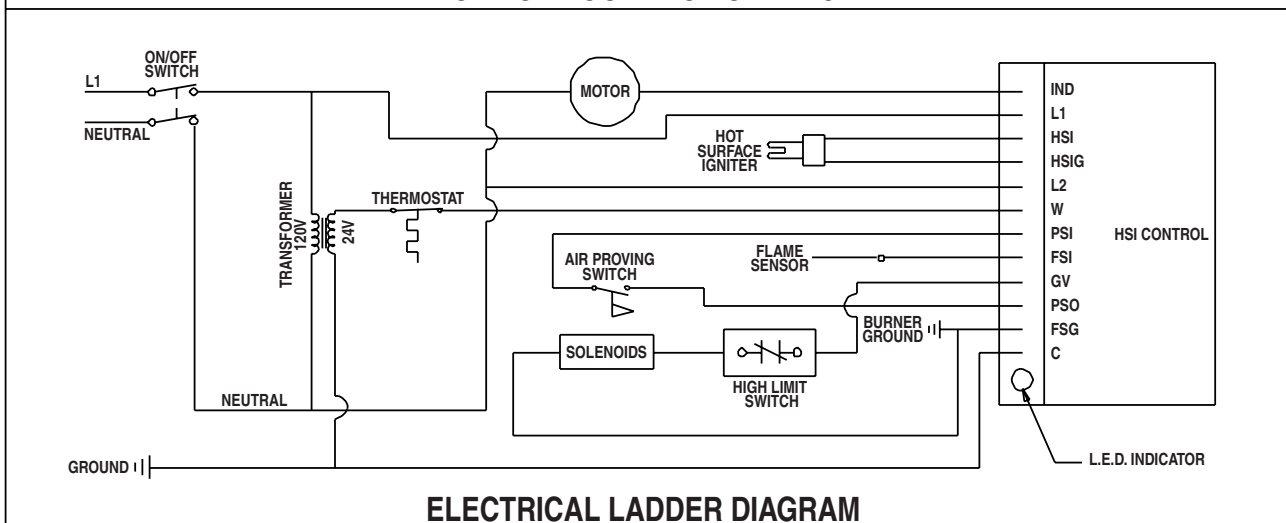 ON/OFF
SWITCH
L1
NEUTRAL
MOTOR
HOT
SURFACE
IGNITER
TRANSFORMER
120V
24V
THERMOSTAT
AIR PROVING
SWITCH
FLAME
SENSOR
BURNER
GROUND
SOLENOIDS
HIGH LIMIT
SWITCH
NEUTRAL
GROUND
IND
L1
HSI
HSIG
L2
W
PSI
FSI
GV
PSO
FSG
C
HSI CONTROL
L.E.D. INDICATOR
ELECTRICAL LADDER DIAGRAM